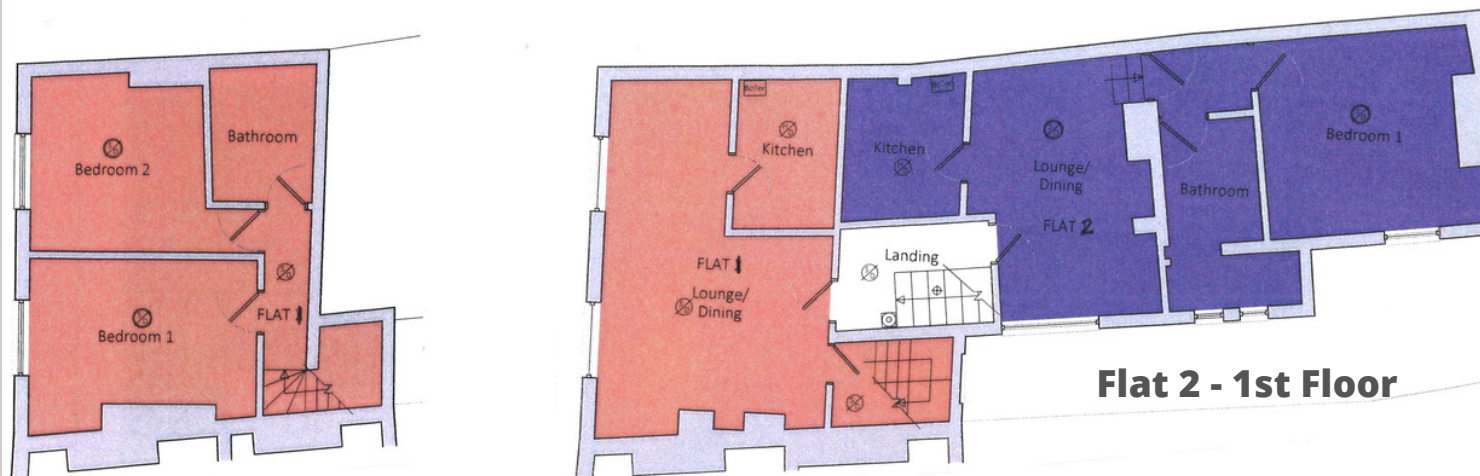 Bedroom 2
Bathroom
Bedroom 1
FLAT 1
Boiler
Kitchen
FLAT 1
Lounge/
Dining
Kitchen
Boiler
Lounge/
Dining
FLAT 2
Landing
Bathroom
Bedroom 1
Flat 2 - 1st Floor